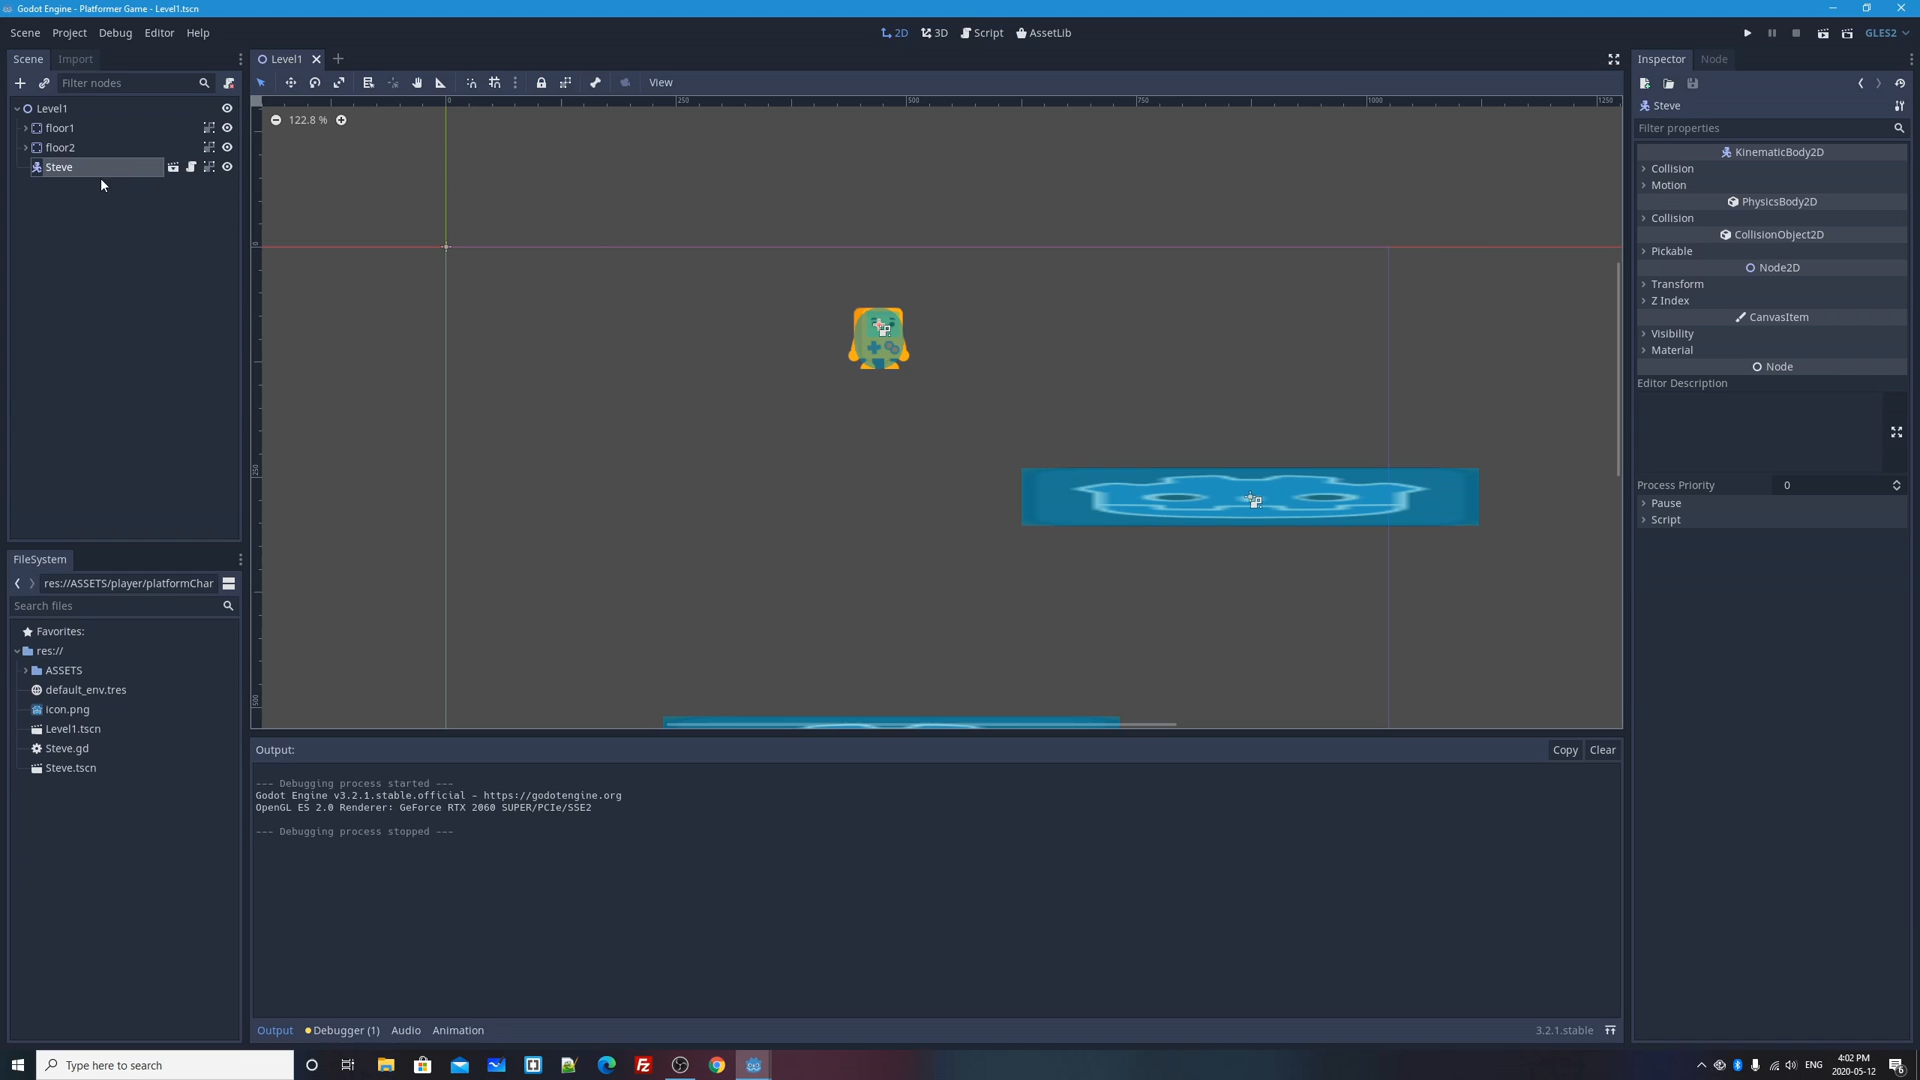 Godot Engine - Platformer Game - Level1.tscn
Scene Project Debug Editor Help
2D 3D Script AssetLib
GLES2
Scene Import
Filter nodes
Level1
floor1
floor2
Steve
Level1
View
0 250 500 750 1000 1250
122.8 %
0
250
500
Inspector Node
Steve
Filter properties
KinematicBody2D
Collision
Motion
PhysicsBody2D
Collision
CollisionObject2D
Pickable
Node2D
Transform
Z Index
CanvasItem
Visibility
Material
Node
Editor Description
Process Priority 0
Pause
Script
FileSystem
res://ASSETS/player/platformChar
Search files
Favorites:
res://
ASSETS
default_env.tres
icon.png
Level1.tscn
Steve.gd
Steve.tscn
Output: Copy Clear
--- Debugging process started ---
Godot Engine v3.2.1.stable.official - https://godotengine.org
OpenGL ES 2.0 Renderer: GeForce RTX 2060 SUPER/PCIe/SSE2
--- Debugging process stopped ---
Output Debugger (1) Audio Animation 3.2.1.stable
Type here to search
ENG
4:02 PM
2020-05-12